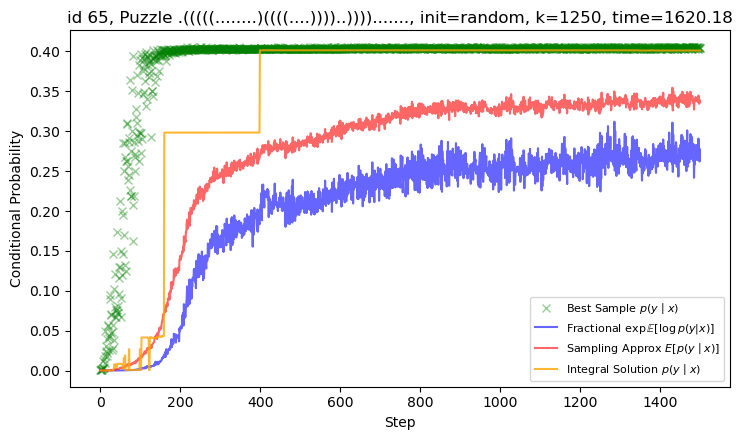 id 65, Puzzle .(((((........)((((....))))..))))......., init=random, k=1250, time=1620.18
Conditional Probability
0.40
0.35
0.30
0.25
0.20
0.15
0.10
0.05
0.00
Best Sample p(y | x)
Fractional exp 𝔼[log p(y|x)]
Sampling Approx E[p(y | x)]
Integral Solution p(y | x)
0 200 400 600 800 1000 1200 1400
Step